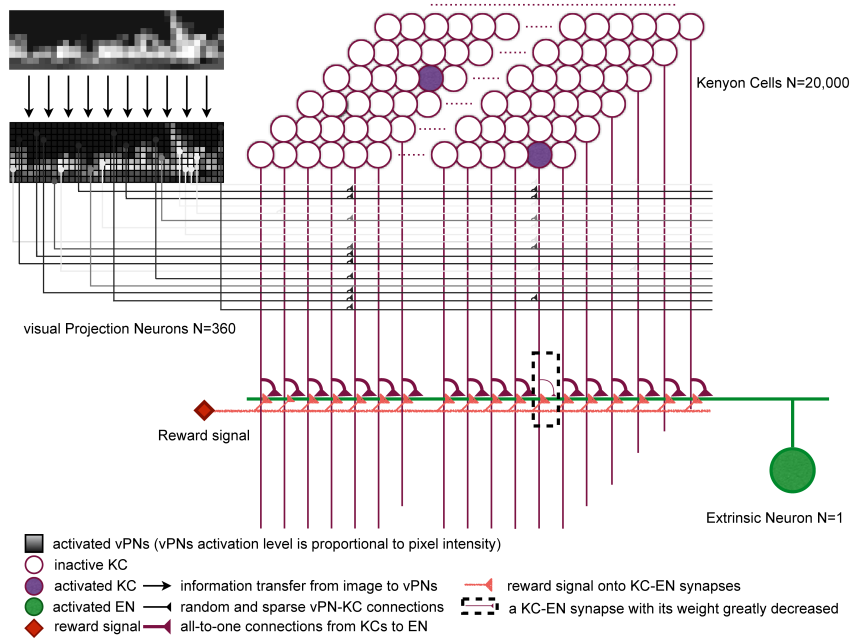 Kenyon Cells N=20,000
visual Projection Neurons N=360
Reward signal
Extrinsic Neuron N=1
activated vPNs (vPNs activation level is proportional to pixel intensity)
inactive KC
activated KC
information transfer from image to vPNs
reward signal onto KC-EN synapses
activated EN
random and sparse vPN-KC connections
a KC-EN synapse with its weight greatly decreased
reward signal
all-to-one connections from KCs to EN